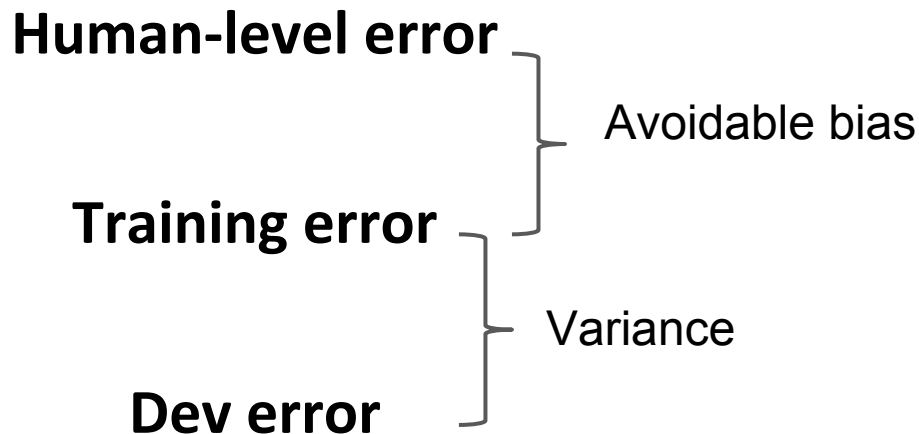 Human-level error
Avoidable bias
Training error
Variance
Dev error